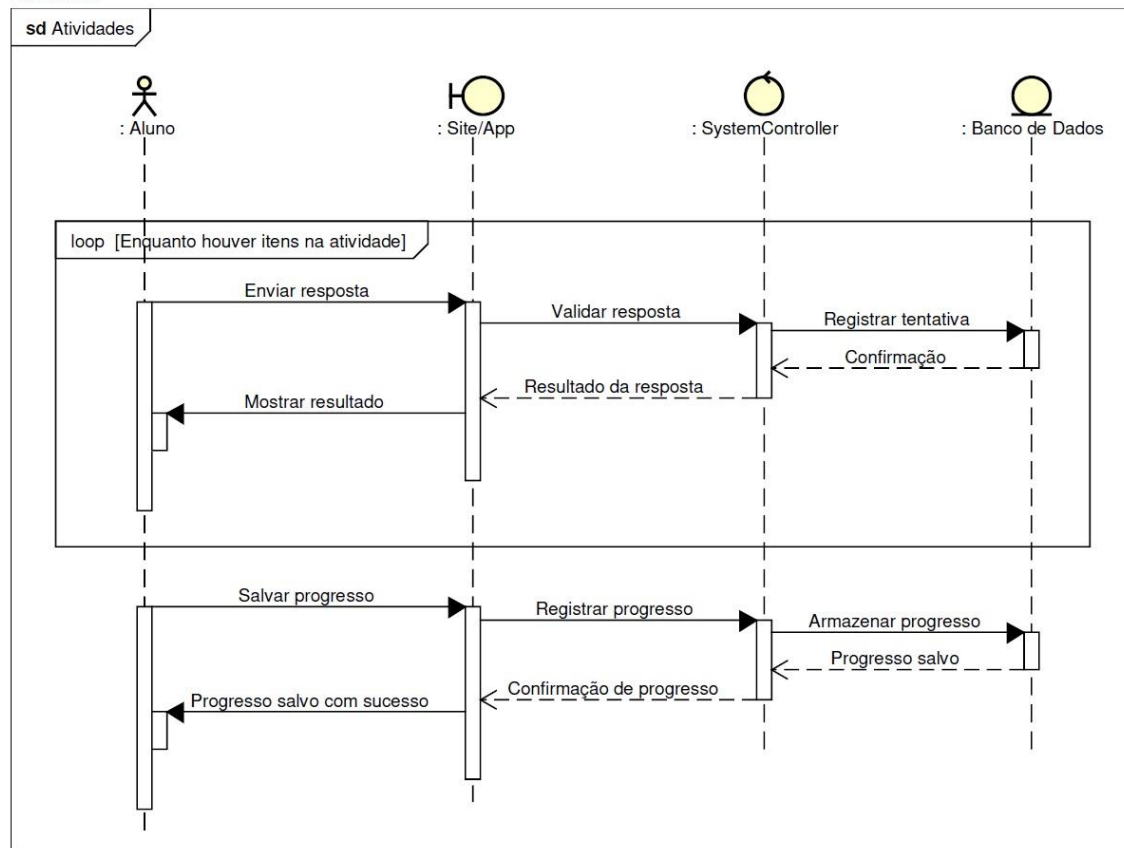 sd Atividades
: Aluno
: Site/App
: SystemController
: Banco de Dados
loop [Enquanto houver itens na atividade]
Enviar resposta
Validar resposta
Registrar tentativa
Confirmação
Resultado da resposta
Mostrar resultado
Salvar progresso
Registrar progresso
Armazenar progresso
Progresso salvo
Confirmação de progresso
Progresso salvo com sucesso